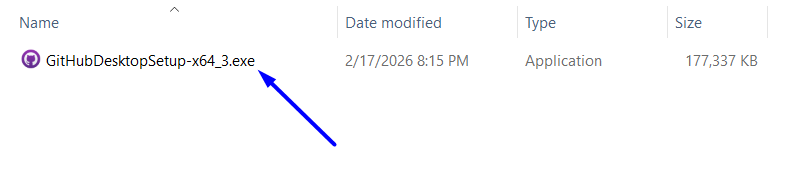 Name Date modified Type Size
GitHubDesktopSetup-x64_3.exe 2/17/2026 8:15 PM Application 177,337 KB